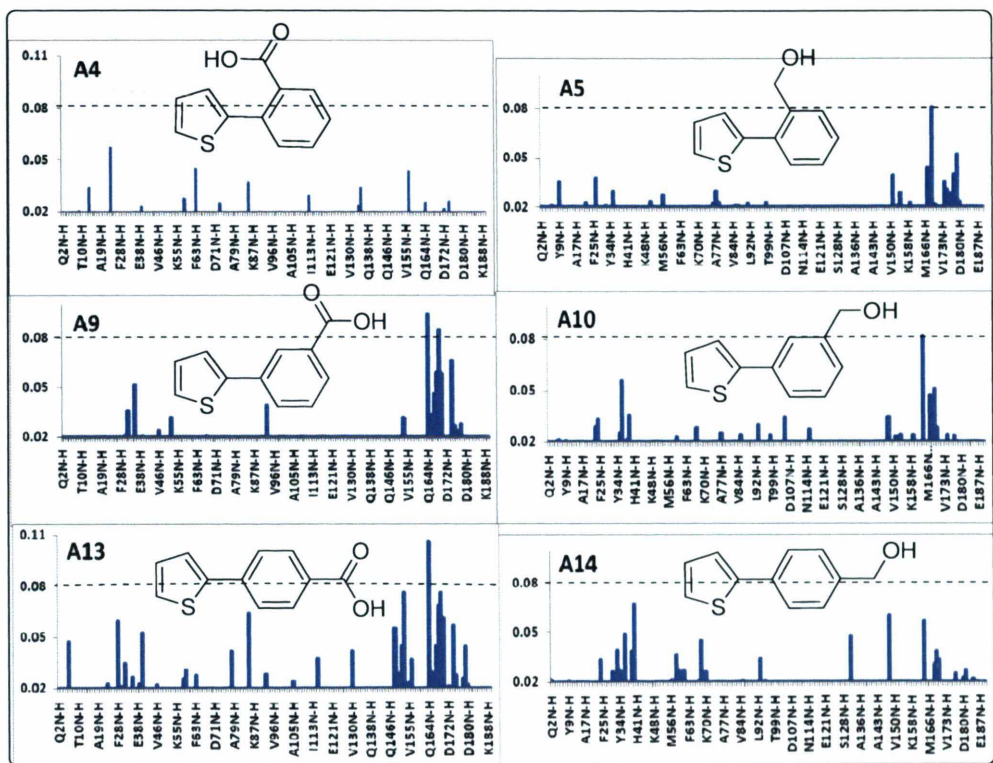 A4
0.11
0.08
0.05
0.02
HO
O
S
Q2N-H T10N-H A19N-H F28N-H E38N-H V46N-H K55N-H F63N-H D71N-H A79N-H K87N-H V96N-H A105N-H I113N-H E121N-H V130N-H Q138N-H Q146N-H V155N-H Q164N-H D172N-H D180N-H K188N-H
A5
0.08
0.05
0.02
OH
S
Q2N-H Y9N-H A17N-H F25N-H Y34N-H H41N-H K48N-H M56N-H F63N-H K70N-H A77N-H V84N-H L92N-H T99N-H D107N-H N114N-H E121N-H S128N-H A136N-H A143N-H V150N-H K158N-H M166N-H V173N-H D180N-H E187N-H
A9
0.08
0.05
0.02
O
OH
S
Q2N-H T10N-H A19N-H F28N-H E38N-H V46N-H K55N-H F63N-H D71N-H A79N-H K87N-H V96N-H A105N-H I113N-H E121N-H V130N-H Q138N-H Q146N-H V155N-H Q164N-H D172N-H D180N-H K188N-H
A10
0.08
0.05
0.02
OH
S
Q2N-H Y9N-H A17N-H F25N-H Y34N-H H41N-H K48N-H M56N-H F63N-H K70N-H A77N-H V84N-H L92N-H T99N-H D107N-H N114N-H E121N-H S128N-H A136N-H A143N-H V150N-H K158N-H M166N-H V173N-H D180N-H E187N-H
A13
0.11
0.08
0.05
0.02
O
OH
S
Q2N-H T10N-H A19N-H F28N-H E38N-H V46N-H K55N-H F63N-H D71N-H A79N-H K87N-H V96N-H A105N-H I113N-H E121N-H V130N-H Q138N-H Q146N-H V155N-H Q164N-H D172N-H D180N-H K188N-H
A14
0.08
0.05
0.02
OH
S
Q2N-H Y9N-H A17N-H F25N-H Y34N-H H41N-H K48N-H M56N-H F63N-H K70N-H A77N-H V84N-H L92N-H T99N-H D107N-H N114N-H E121N-H S128N-H A136N-H A143N-H V150N-H K158N-H M166N-H V173N-H D180N-H E187N-H